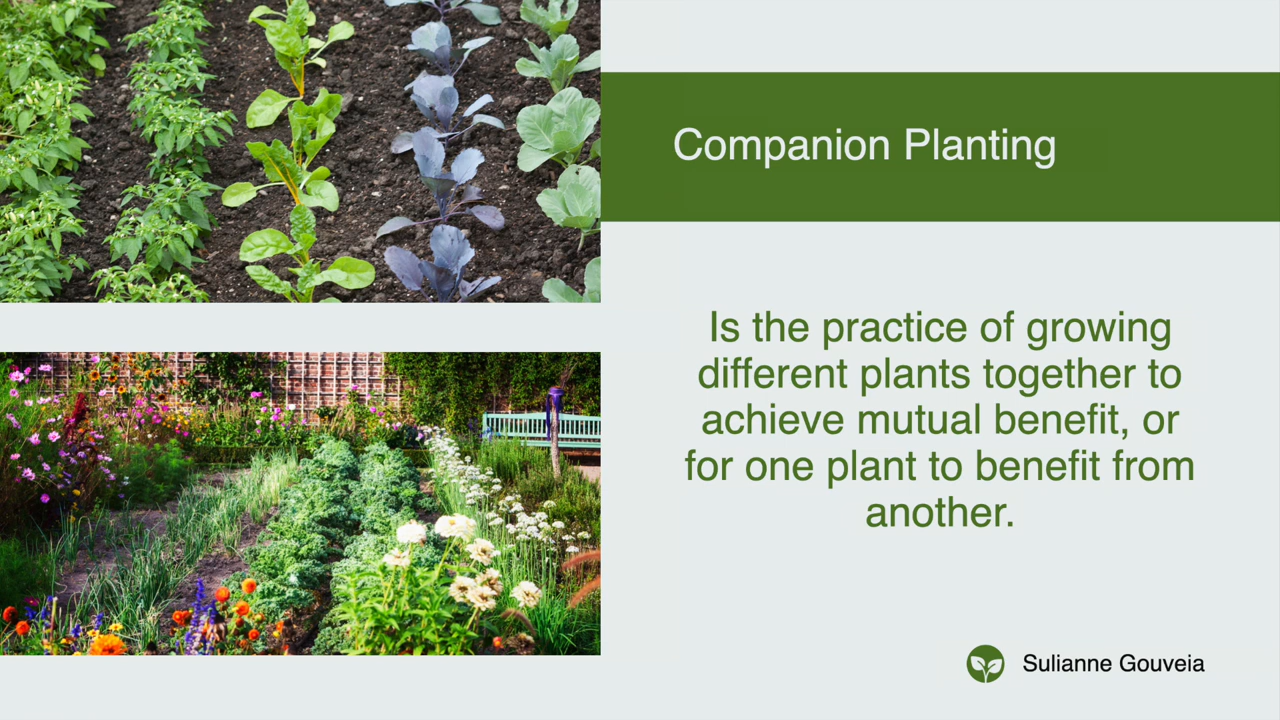 Companion Planting
Is the practice of growing
different plants together to
achieve mutual benefit, or
for one plant to benefit from
another.
Sulianne Gouveia